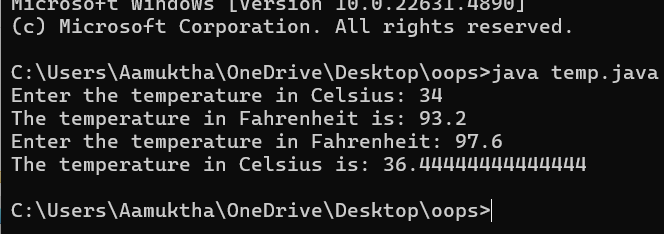 Microsoft Windows [Version 10.0.22631.4890]
(c) Microsoft Corporation. All rights reserved.
C:\Users\Aamuktha\OneDrive\Desktop\oops>java temp.java
Enter the temperature in Celsius: 34
The temperature in Fahrenheit is: 93.2
Enter the temperature in Fahrenheit: 97.6
The temperature in Celsius is: 36.44444444444444
C:\Users\Aamuktha\OneDrive\Desktop\oops>